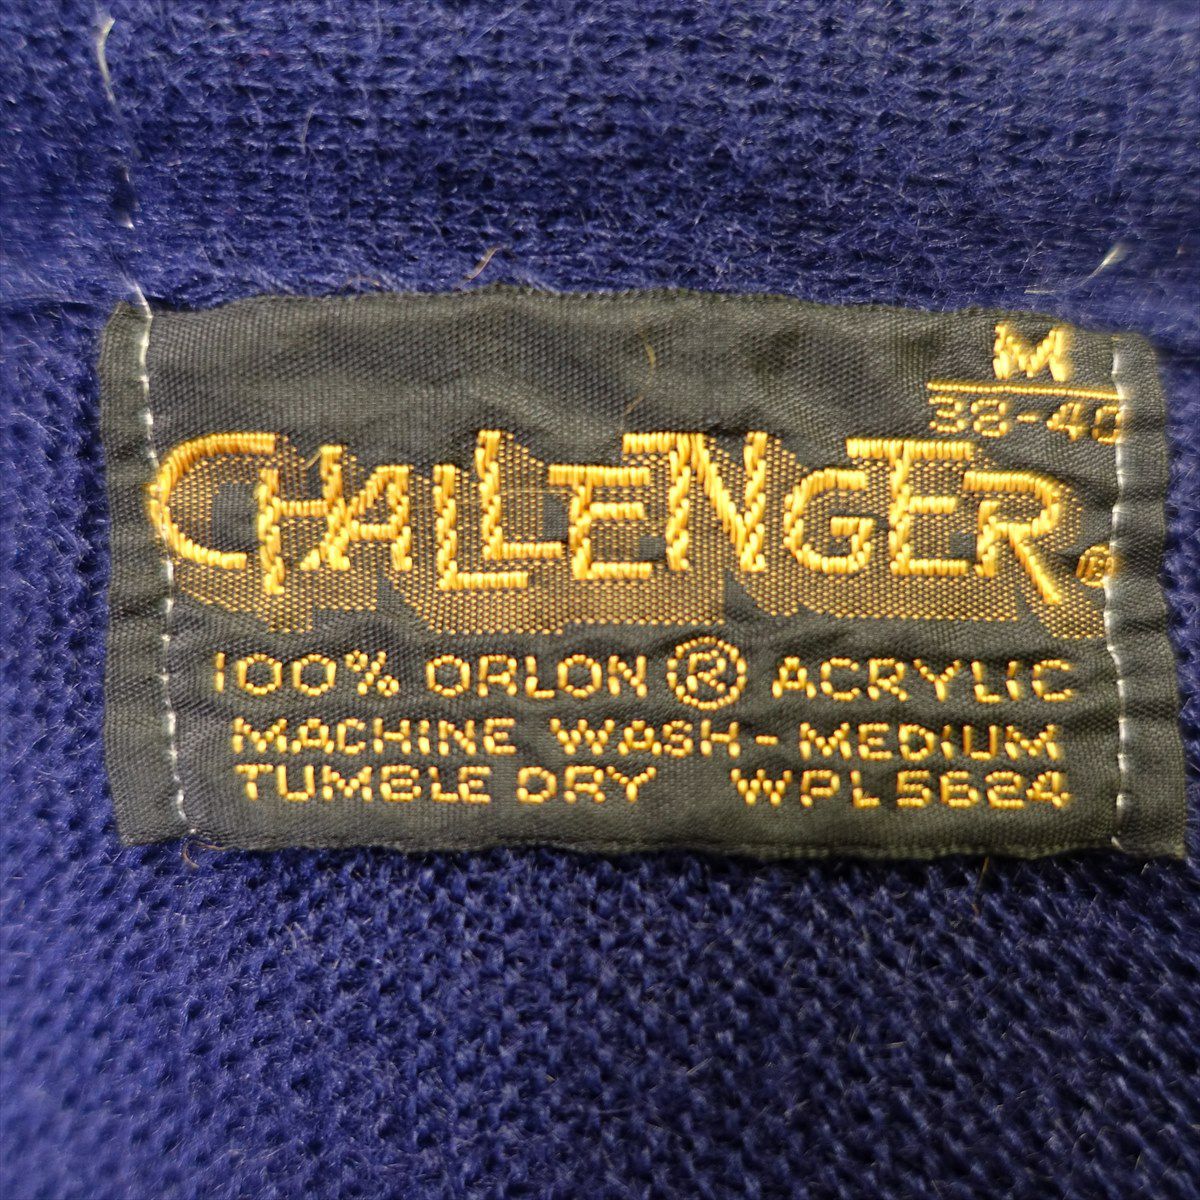 M
38-40
CHALLENGER®
100% ORLON ® ACRYLIC
MACHINE WASH - MEDIUM
TUMBLE DRY WPL 5624